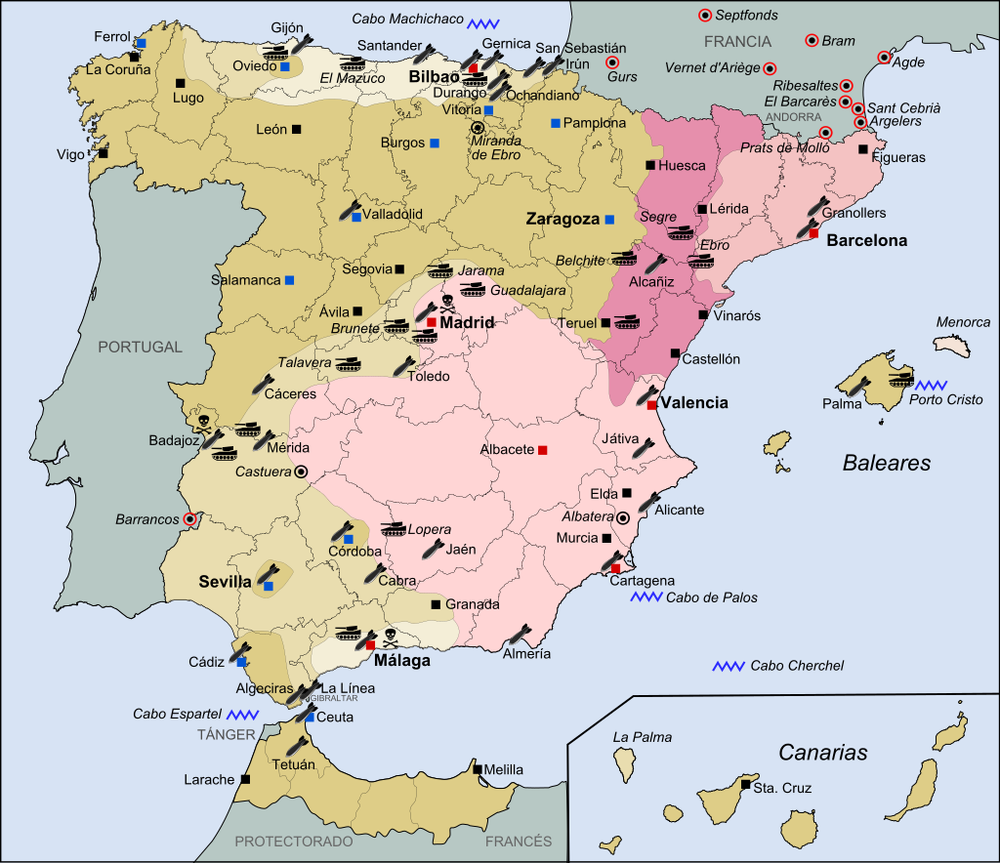 Cabo Machichaco
Septfonds
Ferrol
Gijón
Santander
Gernica
San
Sebastián
Irún
FRANCIA
Bram
La Coruña
Oviedo
El Mazuco
Bilbao
Durango
Ochandiano
Gurs
Vernet d'Ariège
Agde
Lugo
Ribesaltes
El Barcarès
Sant Cebrià
Argelers
ANDORRA
León
Vitoria
Pamplona
Burgos
Miranda
de Ebro
Prats de Molló
Figueras
Vigo
Huesca
Valladolid
Zaragoza
Segre
Lérida
Granollers
Barcelona
Ebro
Belchite
Segovia
Jarama
Alcañiz
Salamanca
Guadalajara
Ávila
Brunete
Madrid
Teruel
Vinarós
Menorca
PORTUGAL
Talavera
Toledo
Castellón
Cáceres
Valencia
Palma
Porto Cristo
Badajoz
Mérida
Albacete
Játiva
Baleares
Castuera
Elda
Albatera
Alicante
Barrancos
Lopera
Murcia
Córdoba
Jaén
Sevilla
Cabra
Cartagena
Granada
Cabo de Palos
Málaga
Almería
Cádiz
Cabo Cherchel
Algeciras
La Línea
GIBRALTAR
Cabo Espartel
Ceuta
TÁNGER
La Palma
Canarias
Tetuán
Larache
Melilla
Sta. Cruz
PROTECTORADO
FRANCÉS